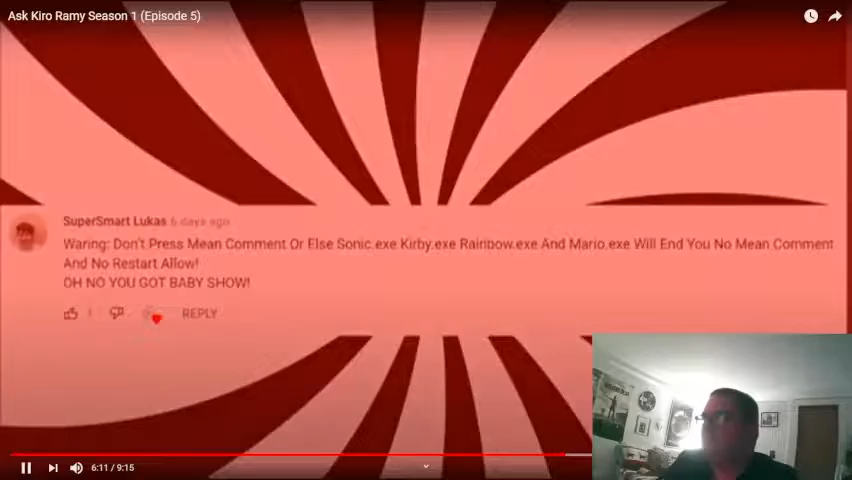 Ask Kiro Ramy Season 1 (Episode 5)
SuperSmart Lukas 6 days ago
Waring: Don't Press Mean Comment Or Else Sonic.exe Kirby.exe Rainbow.exe And Mario.exe Will End You No Mean Comment
And No Restart Allow!
OH NO YOU GOT BABY SHOW!
1 REPLY
6:11 / 9:15